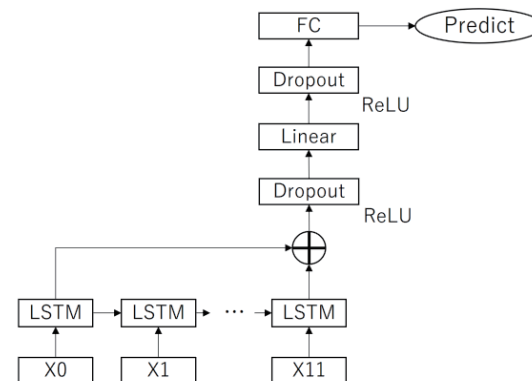 FC
Predict
Dropout
ReLU
Linear
Dropout
ReLU
LSTM
LSTM
...
LSTM
X0
X1
X11